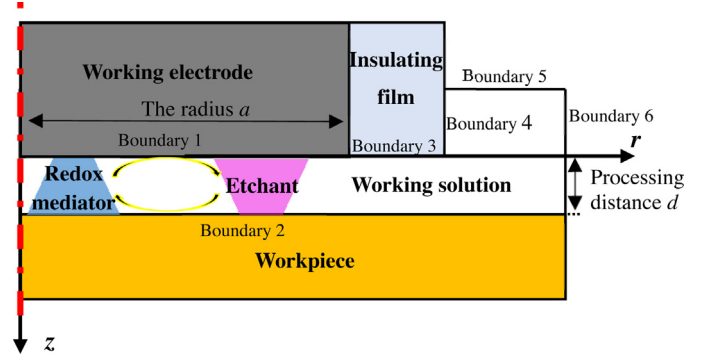 Working electrode
The radius a
Boundary 1
Insulating
film
Boundary 3
Boundary 5
Boundary 4
Boundary 6
r
Redox
mediator
Etchant
Working solution
Processing
distance d
Boundary 2
Workpiece
z